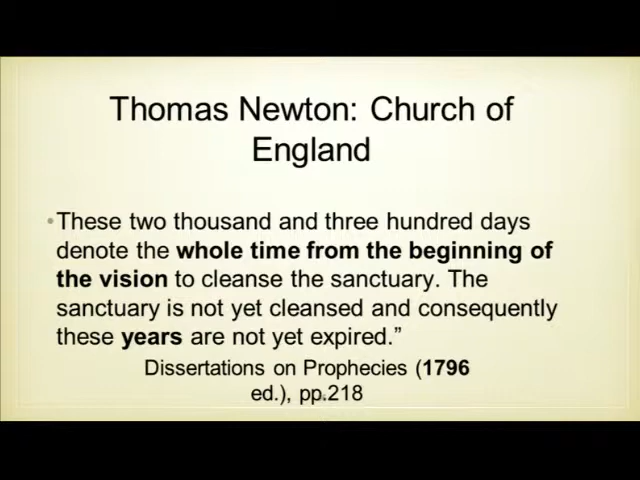 Thomas Newton: Church of
England
•These two thousand and three hundred days
denote the whole time from the beginning of
the vision to cleanse the sanctuary. The
sanctuary is not yet cleansed and consequently
these years are not yet expired.”
Dissertations on Prophecies (1796
ed.), pp.218